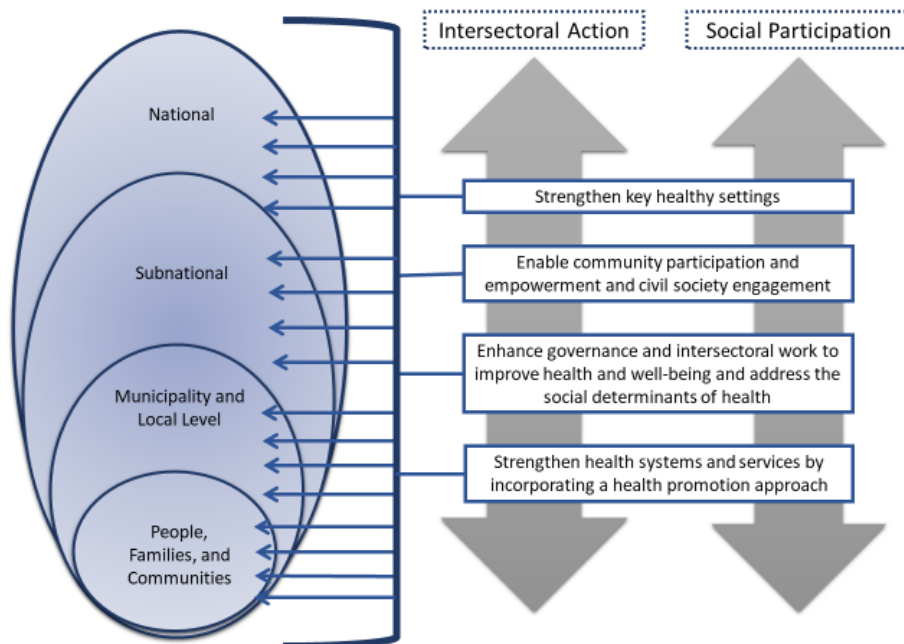 Intersectoral Action
Social Participation
National
Strengthen key healthy settings
Subnational
Enable community participation and
empowerment and civil society engagement
Enhance governance and intersectoral work to
improve health and well-being and address the
social determinants of health
Municipality and
Local Level
Strengthen health systems and services by
incorporating a health promotion approach
People,
Families, and
Communities